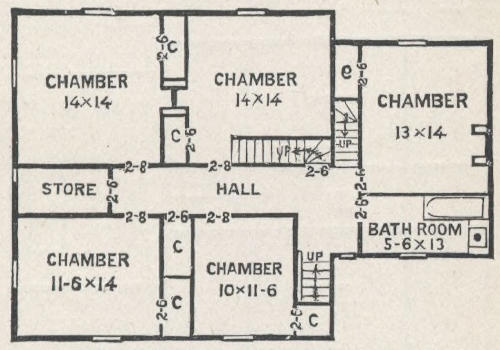 2-6
C
C
2-6
CHAMBER
14×14
CHAMBER
14×14
C
2-6
CHAMBER
13×14
UP
UP
2-8
2-8
2-6
2-6
STORE
2-6
HALL
2-8
2-6
2-8
2-6
BATH ROOM
5-6×13
CHAMBER
11-6×14
C
C
2-6
CHAMBER
10×11-6
UP
2-6
C